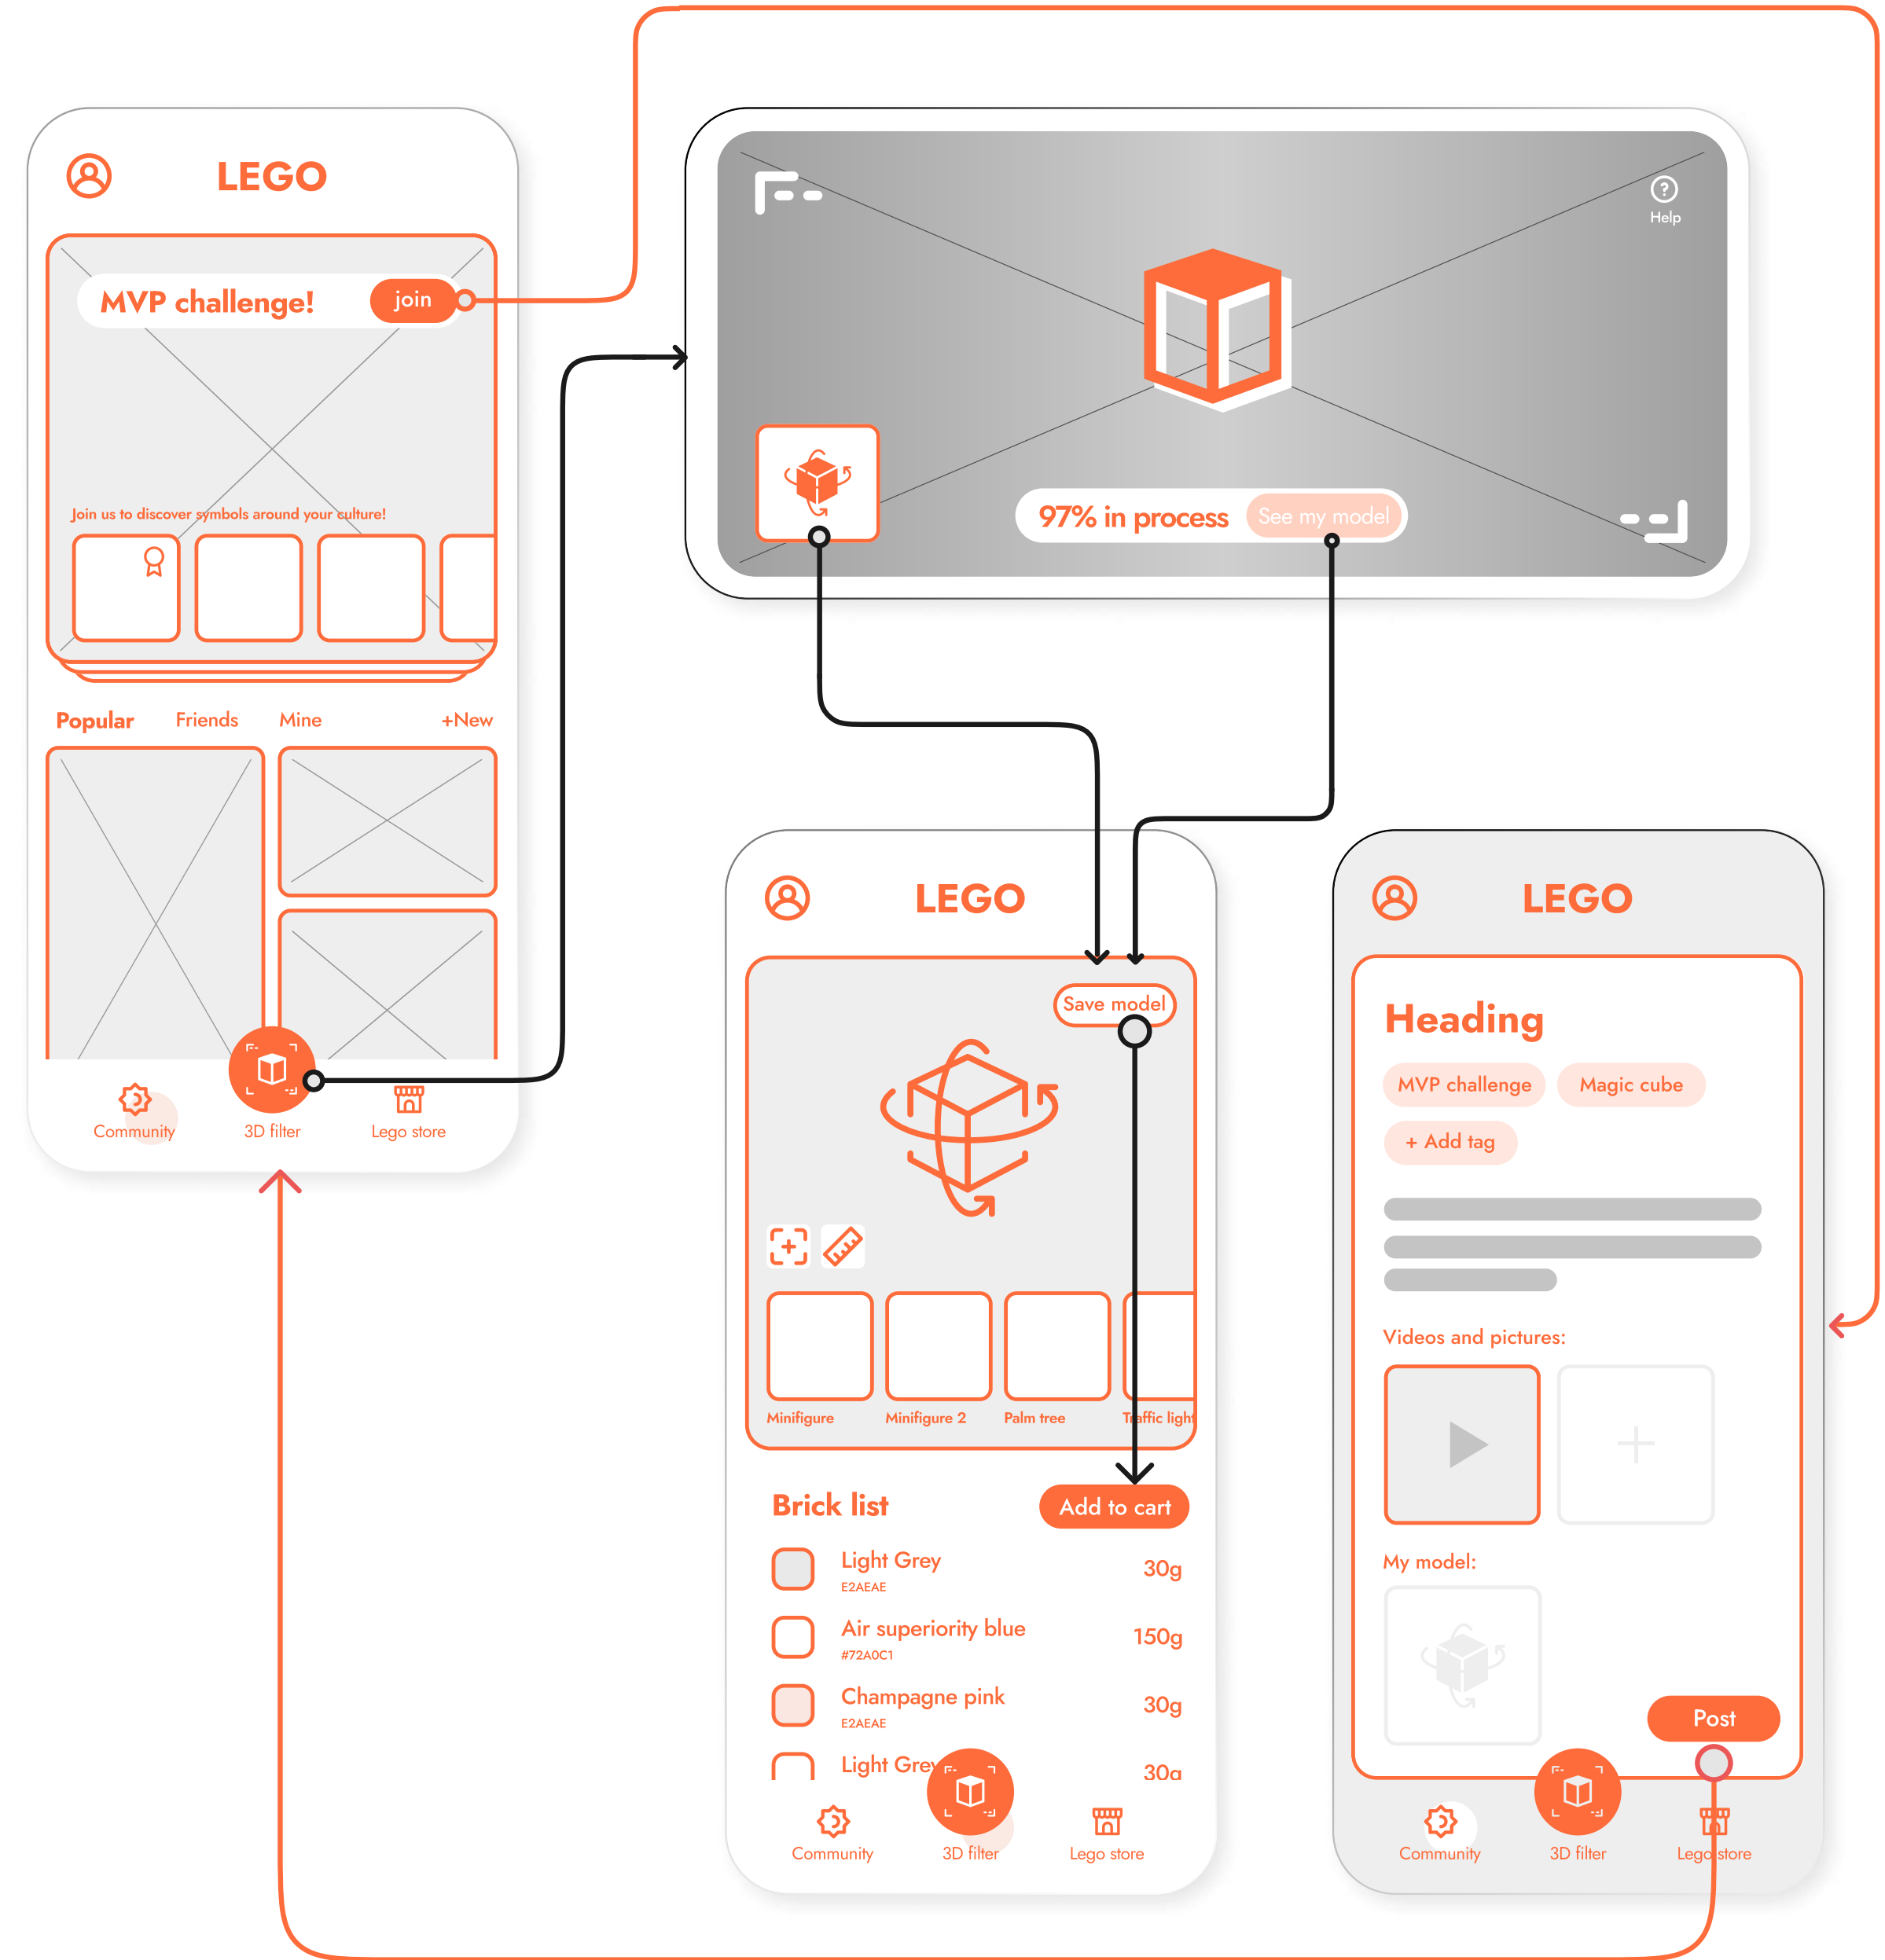 LEGO
MVP challenge!
join
Join us to discover symbols around your culture!
Popular
Friends
Mine
+New
Community
3D filter
Lego store
Help
97% in process
See my model
LEGO
Save model
Minifigure
Minifigure 2
Palm tree
Traffic light
Brick list
Add to cart
Light Grey
30g
E2AEAE
Air superiority blue
150g
#72A0C1
Champagne pink
30g
E2AEAE
Light Grey
30g
Community
3D filter
Lego store
LEGO
Heading
MVP challenge
Magic cube
+ Add tag
Videos and pictures:
My model:
Post
Community
3D filter
Lego store